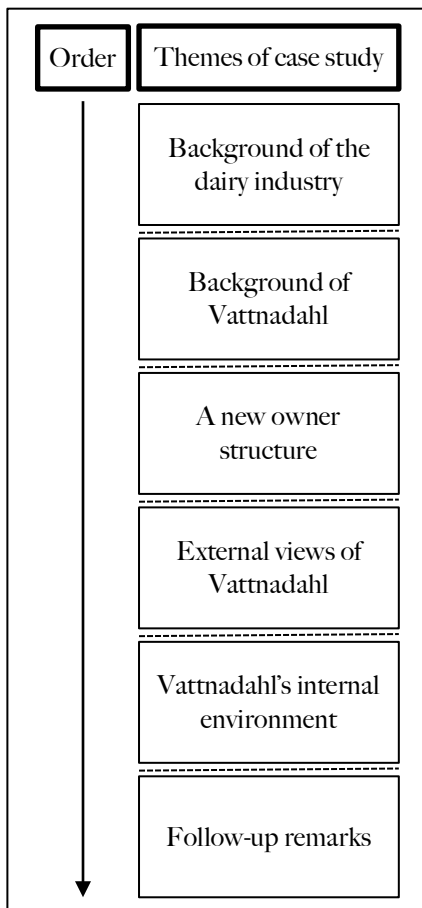 Order
Themes of case study
Background of the
dairy industry
Background of
Vattnadahl
A new owner
structure
External views of
Vattnadahl
Vattnadahl's internal
environment
Follow-up remarks